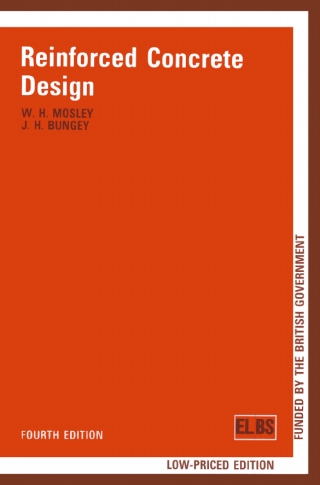 Reinforced Concrete
Design
W. H. MOSLEY
J. H. BUNGEY
FUNDED BY THE BRITISH GOVERNMENT
FOURTH EDITION
ELBS
LOW-PRICED EDITION